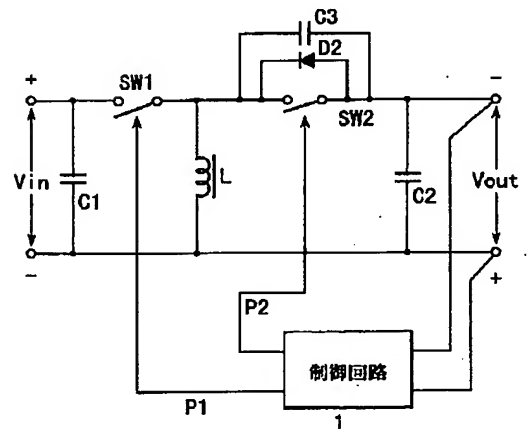 C3
D2
+
SW1
−
SW2
Vin
C1
L
C2
Vout
−
+
P2
制御回路
P1
1